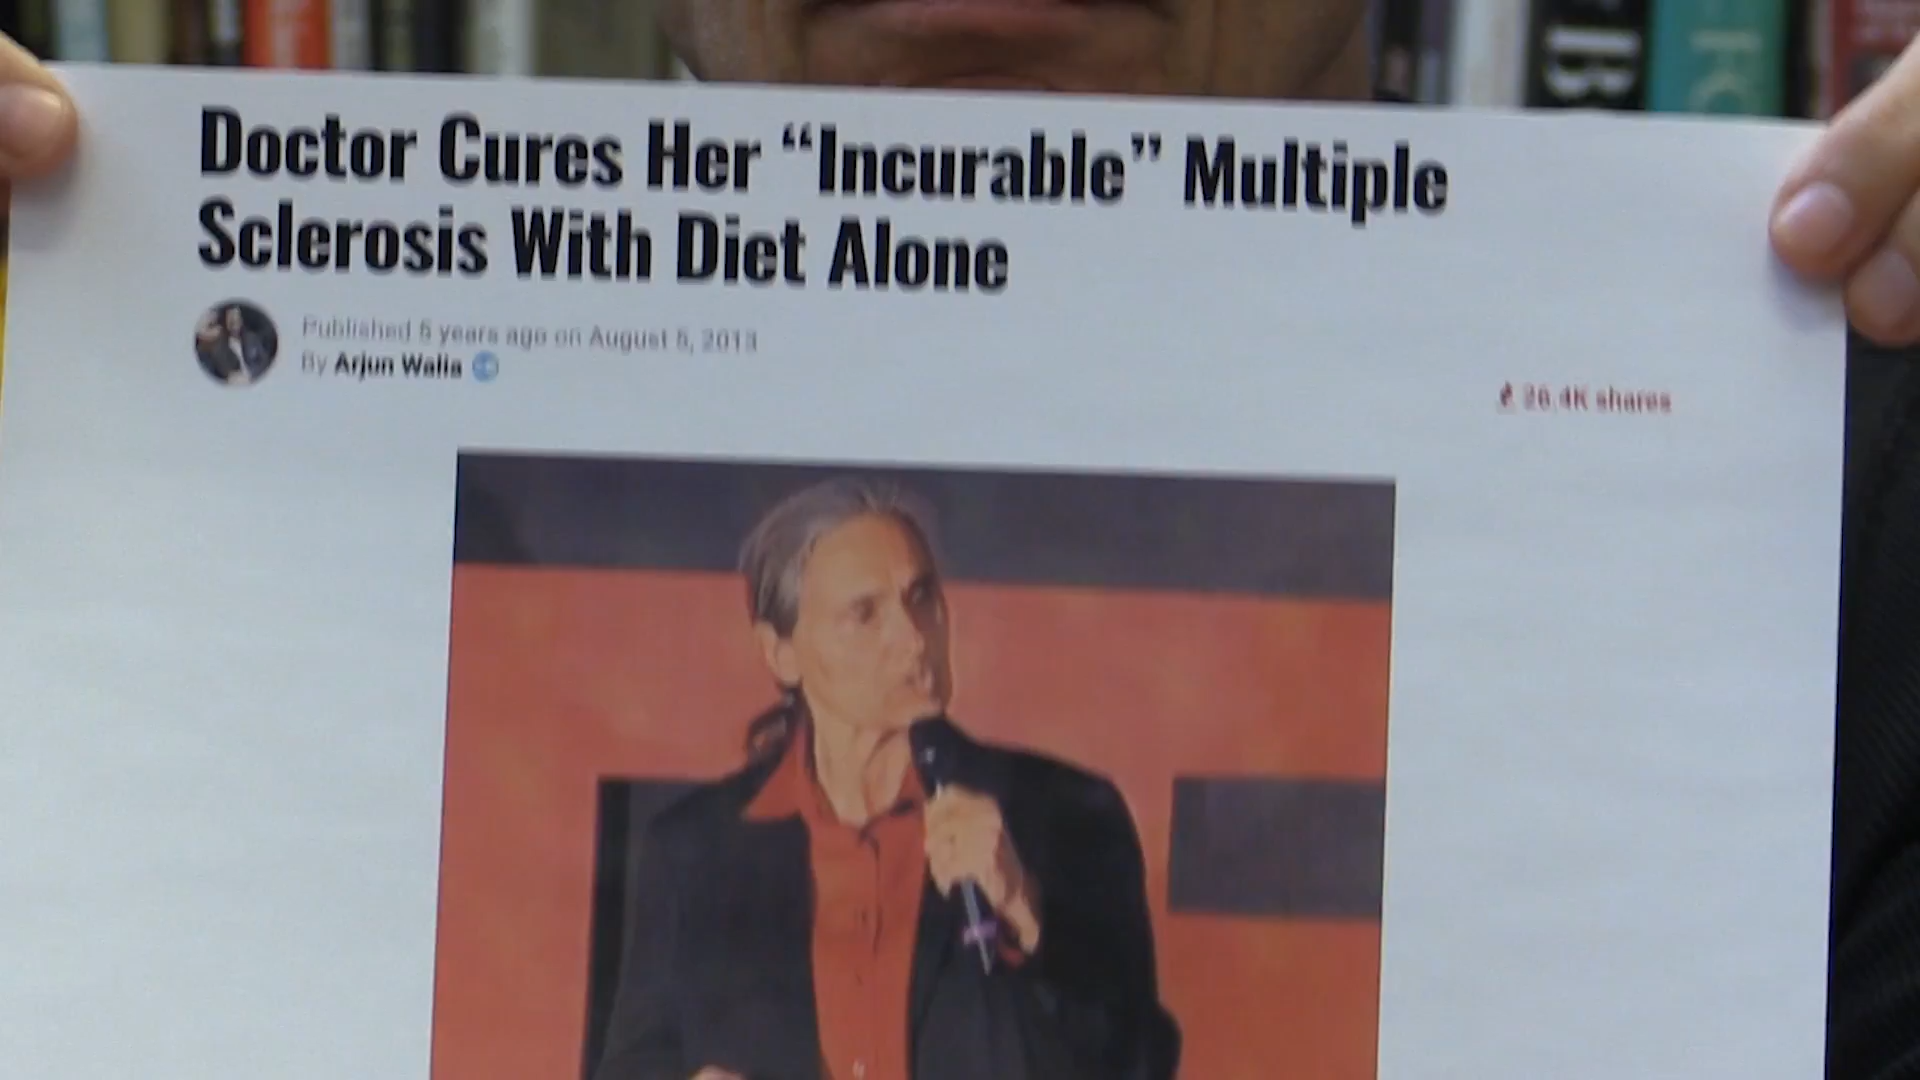 Doctor Cures Her “Incurable” Multiple
Sclerosis With Diet Alone
Published 5 years ago on August 5, 2013
By Arjun Walia
26.4K shares
B